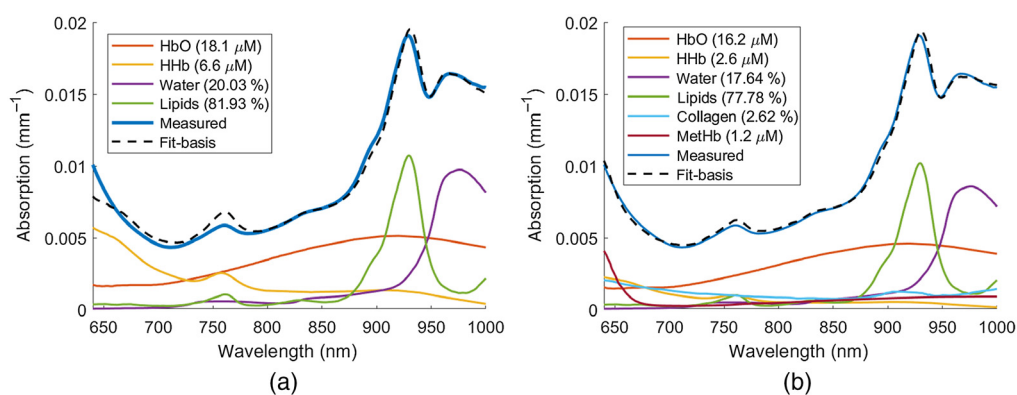 0.02
0.015
0.01
0.005
0
Absorption (mm⁻¹)
HbO (18.1 μM)
HHb (6.6 μM)
Water (20.03 %)
Lipids (81.93 %)
Measured
Fit-basis
650 700 750 800 850 900 950 1000
Wavelength (nm)
(a)
0.02
0.015
0.01
0.005
0
Absorption (mm⁻¹)
HbO (16.2 μM)
HHb (2.6 μM)
Water (17.64 %)
Lipids (77.78 %)
Collagen (2.62 %)
MetHb (1.2 μM)
Measured
Fit-basis
650 700 750 800 850 900 950 1000
Wavelength (nm)
(b)